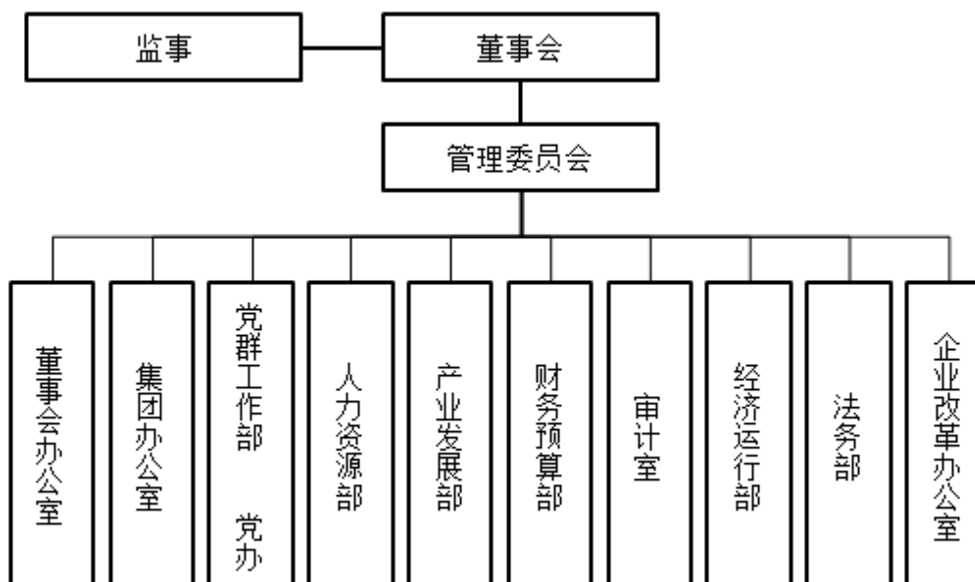 监事
董事会
管理委员会
董事会办公室
集团办公室
党群工作部 党办
人力资源部
产业发展部
财务预算部
审计室
经济运行部
法务部
企业改革办公室